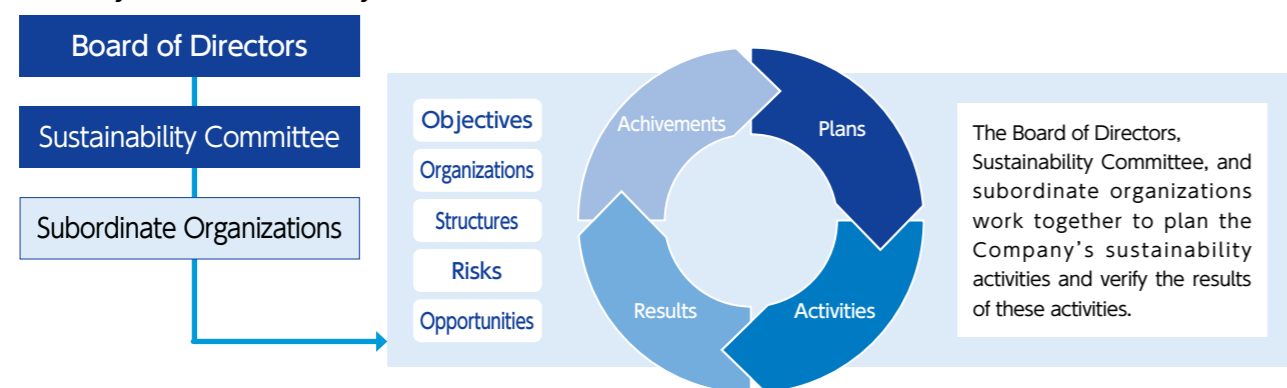 Board of Directors
Sustainability Committee
Subordinate Organizations
Objectives
Organizations
Structures
Risks
Opportunities
Achivements
Plans
Results
Activities
The Board of Directors,
Sustainability Committee, and
subordinate organizations
work together to plan the
Company's sustainability
activities and verify the results
of these activities.